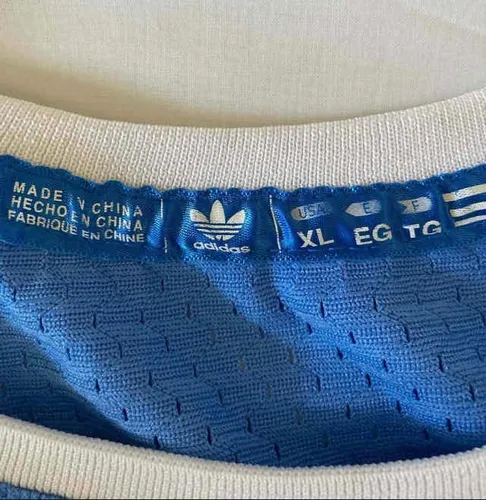 MADE IN CHINA
HECHO EN CHINA
FABRIQUE EN CHINE
adidas
USA E F
XL EG TG